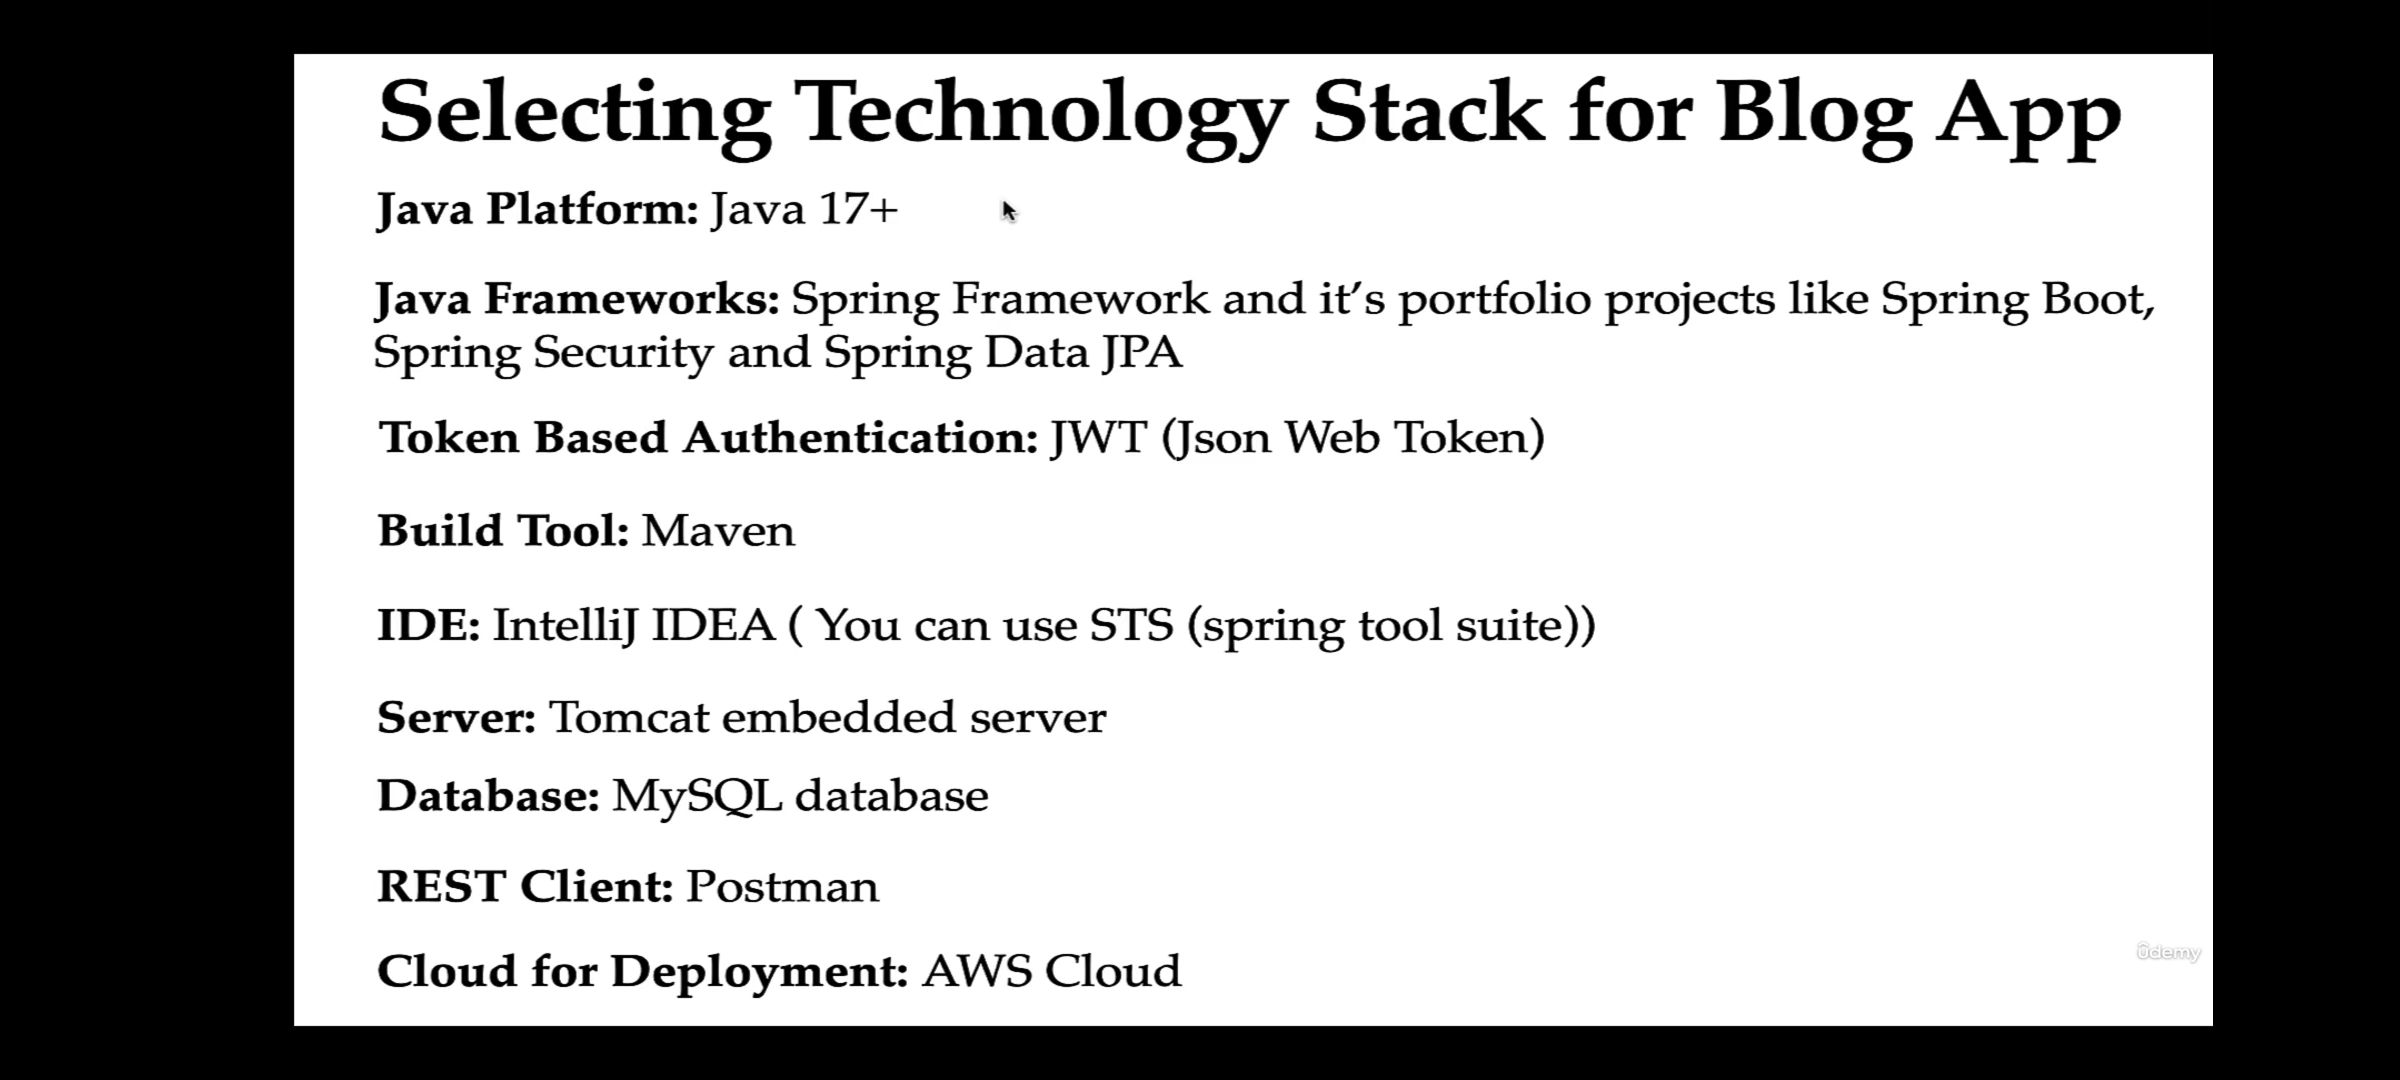 Selecting Technology Stack for Blog App
Java Platform: Java 17+
Java Frameworks: Spring Framework and it’s portfolio projects like Spring Boot,
Spring Security and Spring Data JPA
Token Based Authentication: JWT (Json Web Token)
Build Tool: Maven
IDE: IntelliJ IDEA ( You can use STS (spring tool suite))
Server: Tomcat embedded server
Database: MySQL database
REST Client: Postman
ûdemy
Cloud for Deployment: AWS Cloud